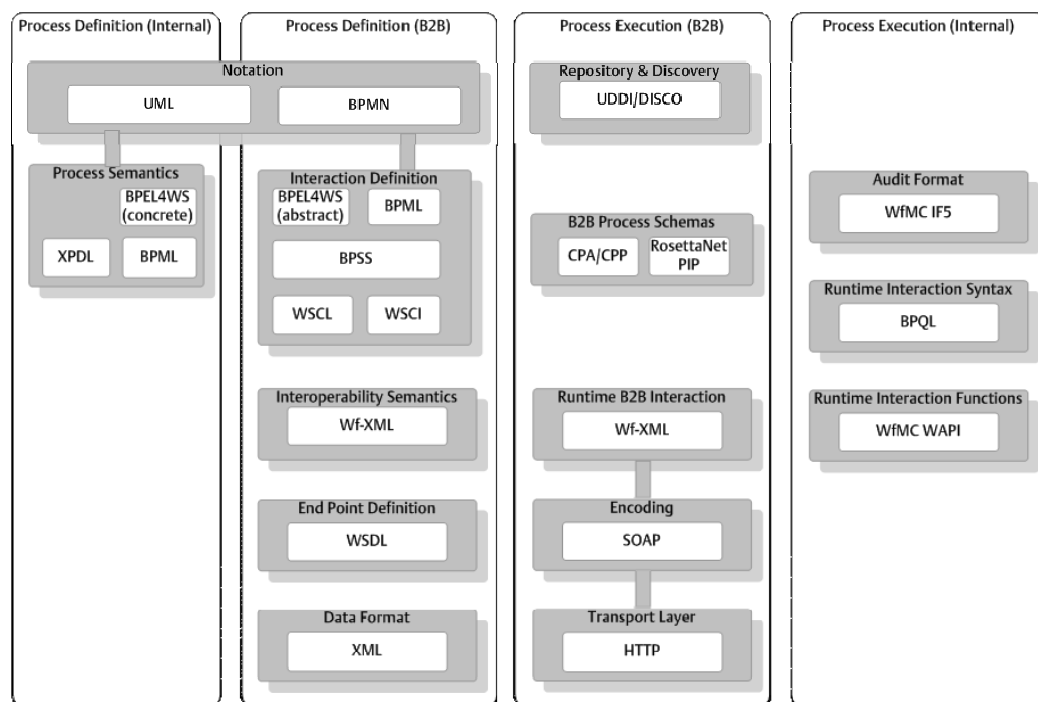 Process Definition (Internal)
Process Definition (B2B)
Process Execution (B2B)
Process Execution (Internal)
Notation
UML
BPMN
Process Semantics
BPEL4WS
(concrete)
XPDL
BPML
Interaction Definition
BPEL4WS
(abstract)
BPML
BPSS
WSCL
WSCI
Interoperability Semantics
Wf-XML
End Point Definition
WSDL
Data Format
XML
Repository & Discovery
UDDI/DISCO
B2B Process Schemas
CPA/CPP
RosettaNet
PIP
Runtime B2B Interaction
Wf-XML
Encoding
SOAP
Transport Layer
HTTP
Audit Format
WfMC IF5
Runtime Interaction Syntax
BPQL
Runtime Interaction Functions
WfMC WAPI